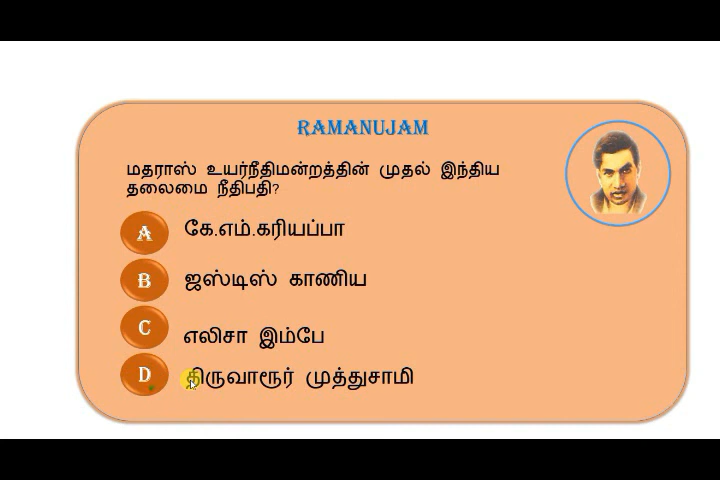 RAMANUJAM
மதராஸ் உயர்நீதிமன்றத்தின் முதல் இந்திய
தலைமை நீதிபதி?
A கே.எம்.கரியப்பா
B ஜஸ்டிஸ் காணிய
C எலிசா இம்பே
D திருவாரூர் முத்துசாமி